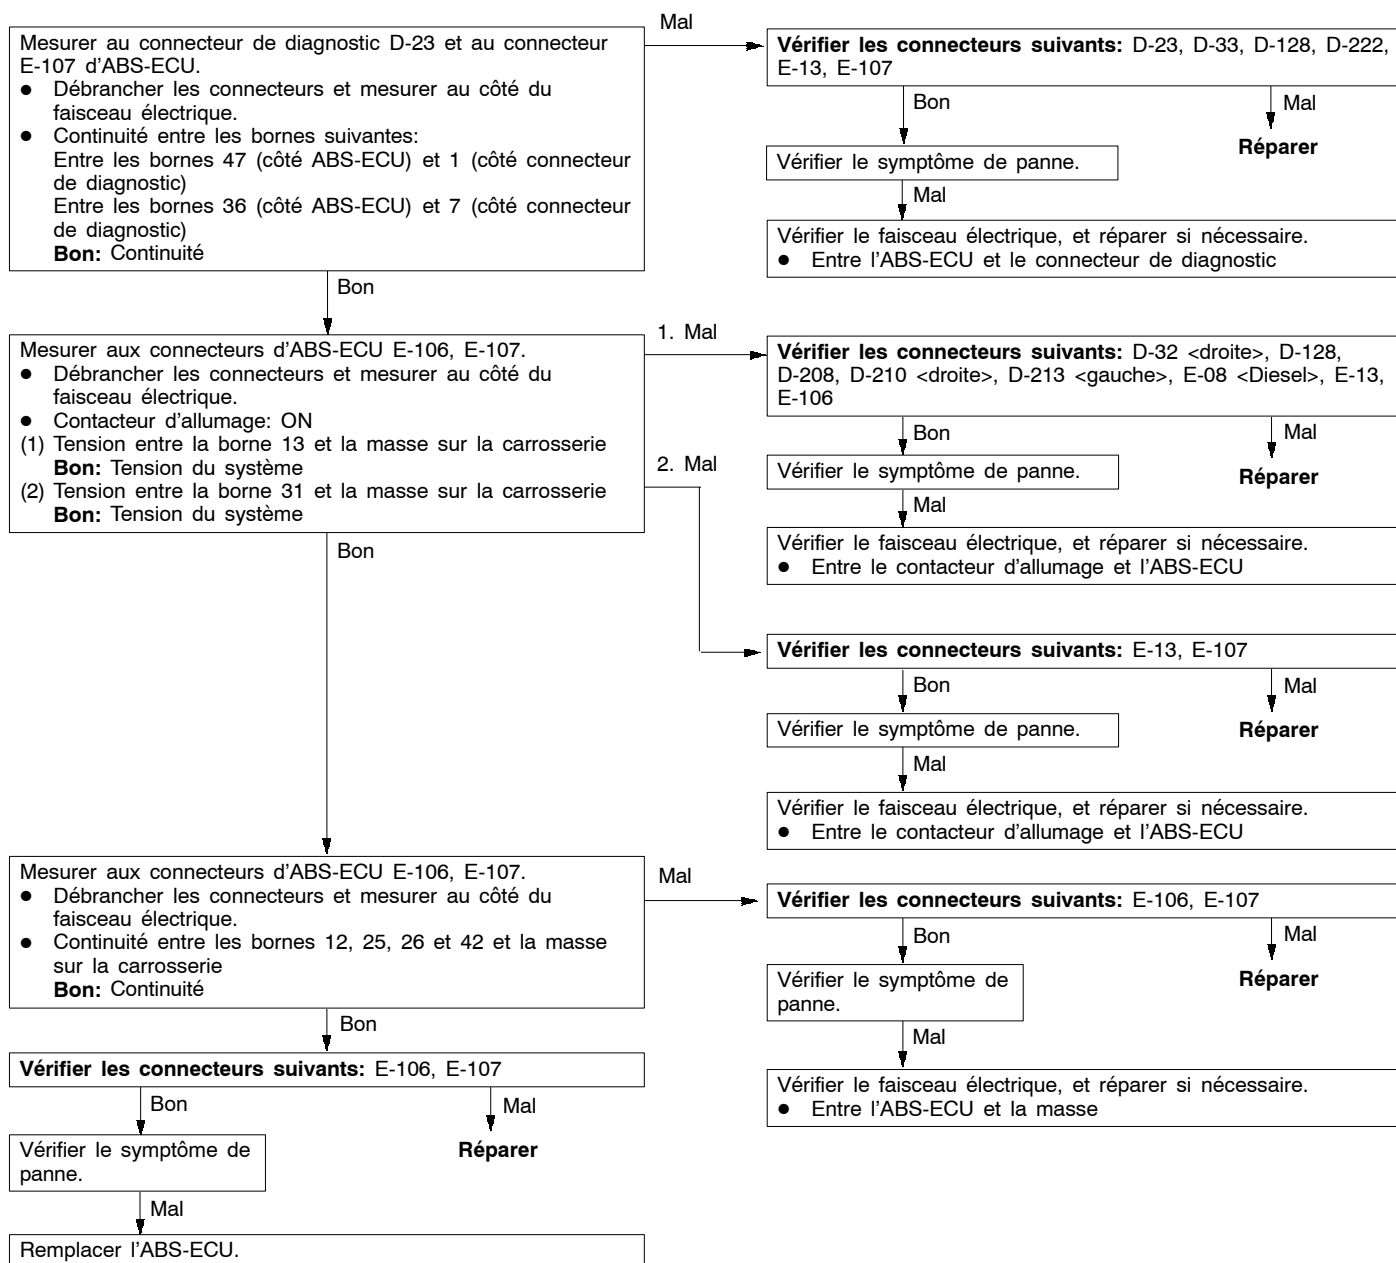 Mal
Mesurer au connecteur de diagnostic D-23 et au connecteur
E-107 d'ABS-ECU.
● Débrancher les connecteurs et mesurer au côté du
faisceau électrique.
● Continuité entre les bornes suivantes:
Entre les bornes 47 (côté ABS-ECU) et 1 (côté connecteur
de diagnostic)
Entre les bornes 36 (côté ABS-ECU) et 7 (côté connecteur
de diagnostic)
Bon: Continuité
Vérifier les connecteurs suivants: D-23, D-33, D-128, D-222,
E-13, E-107
Bon
Mal
Réparer
Vérifier le symptôme de panne.
Mal
Vérifier le faisceau électrique, et réparer si nécessaire.
● Entre l'ABS-ECU et le connecteur de diagnostic
Bon
Mesurer aux connecteurs d'ABS-ECU E-106, E-107.
● Débrancher les connecteurs et mesurer au côté du
faisceau électrique.
● Contacteur d'allumage: ON
(1) Tension entre la borne 13 et la masse sur la carrosserie
Bon: Tension du système
(2) Tension entre la borne 31 et la masse sur la carrosserie
Bon: Tension du système
1. Mal
Vérifier les connecteurs suivants: D-32 <droite>, D-128,
D-208, D-210 <droite>, D-213 <gauche>, E-08 <Diesel>, E-13,
E-106
Bon
Mal
Réparer
Vérifier le symptôme de panne.
Mal
Vérifier le faisceau électrique, et réparer si nécessaire.
● Entre le contacteur d'allumage et l'ABS-ECU
2. Mal
Vérifier les connecteurs suivants: E-13, E-107
Bon
Mal
Réparer
Vérifier le symptôme de panne.
Mal
Vérifier le faisceau électrique, et réparer si nécessaire.
● Entre le contacteur d'allumage et l'ABS-ECU
Bon
Mesurer aux connecteurs d'ABS-ECU E-106, E-107.
● Débrancher les connecteurs et mesurer au côté du
faisceau électrique.
● Continuité entre les bornes 12, 25, 26 et 42 et la masse
sur la carrosserie
Bon: Continuité
Mal
Vérifier les connecteurs suivants: E-106, E-107
Bon
Mal
Réparer
Vérifier le symptôme de
panne.
Mal
Vérifier le faisceau électrique, et réparer si nécessaire.
● Entre l'ABS-ECU et la masse
Bon
Vérifier les connecteurs suivants: E-106, E-107
Bon
Mal
Réparer
Vérifier le symptôme de
panne.
Mal
Remplacer l'ABS-ECU.